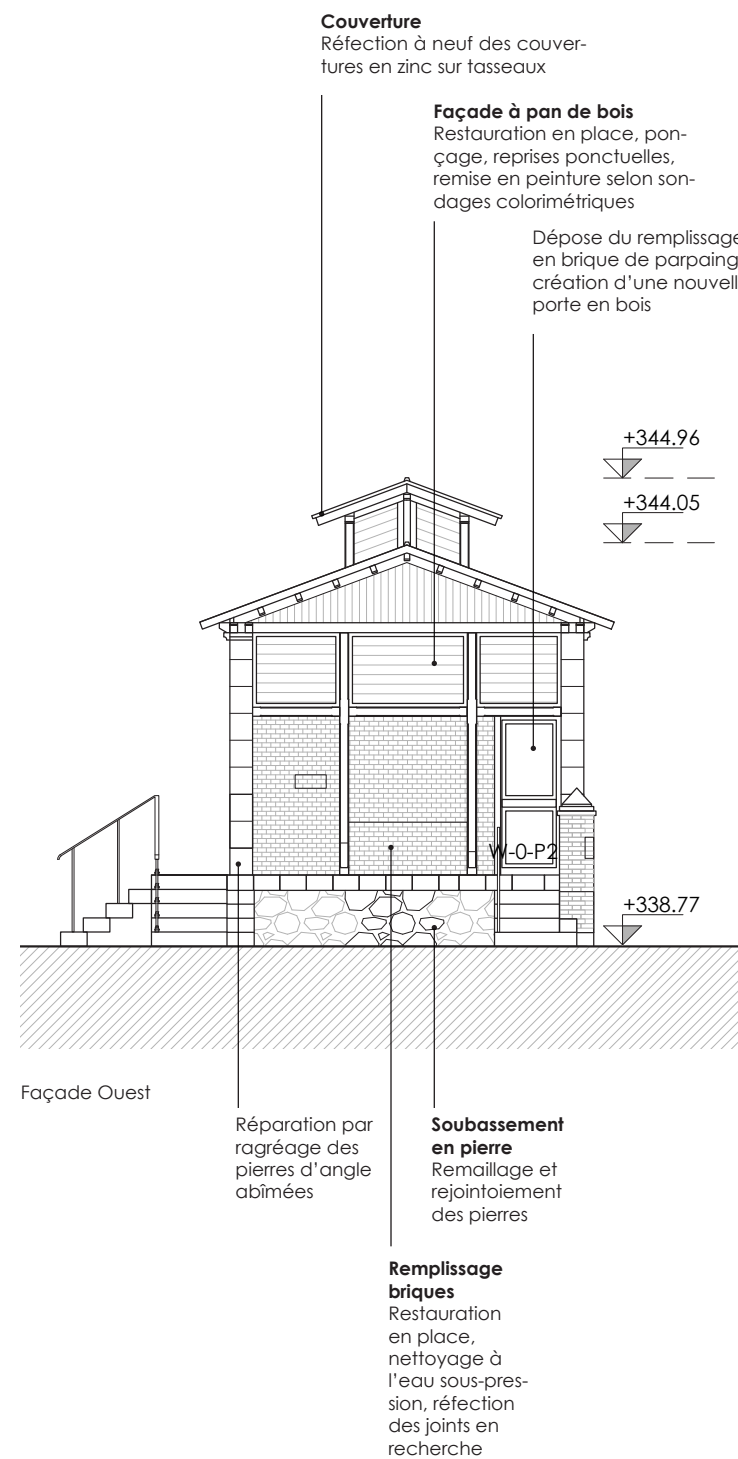 Couverture
Réfection à neuf des couver-
tures en zinc sur tasseaux
Façade à pan de bois
Restauration en place, pon-
çage, reprises ponctuelles,
remise en peinture selon son-
dages colorimétriques
Dépose du remplissage
en brique de parpaing
création d'une nouvell
porte en bois
+344.96
+344.05
W-0-P2
+338.77
Façade Ouest
Réparation par
ragréage des
pierres d'angle
abîmées
Soubassement
en pierre
Remaillage et
rejointoiement
des pierres
Remplissage
briques
Restauration
en place,
nettoyage à
l'eau sous-pres-
sion, réfection
des joints en
recherche